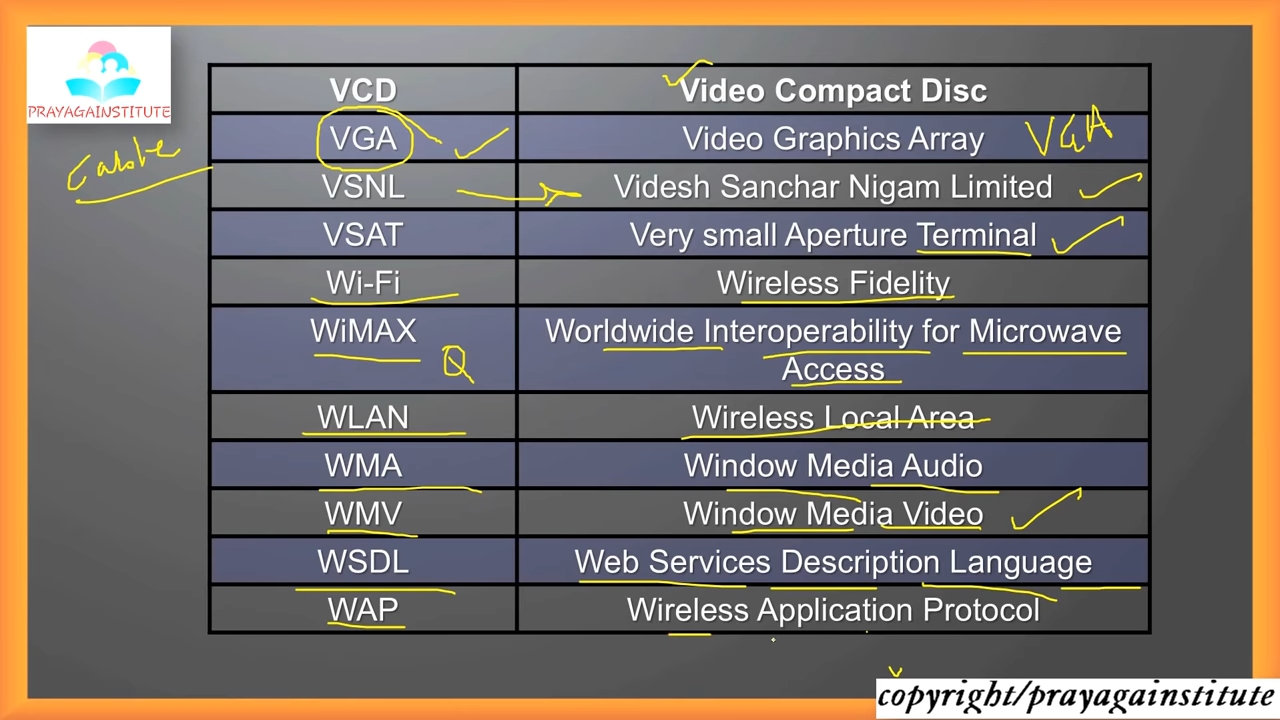 PRAYAGAINSTITUTE
VCD Video Compact Disc
VGA Video Graphics Array VGA
VSNL Videsh Sanchar Nigam Limited
VSAT Very small Aperture Terminal
Wi-Fi Wireless Fidelity
WiMAX Worldwide Interoperability for Microwave
Access
Q
WLAN Wireless Local Area
WMA Window Media Audio
WMV Window Media Video
WSDL Web Services Description Language
WAP Wireless Application Protocol
copyright/prayagainstitute